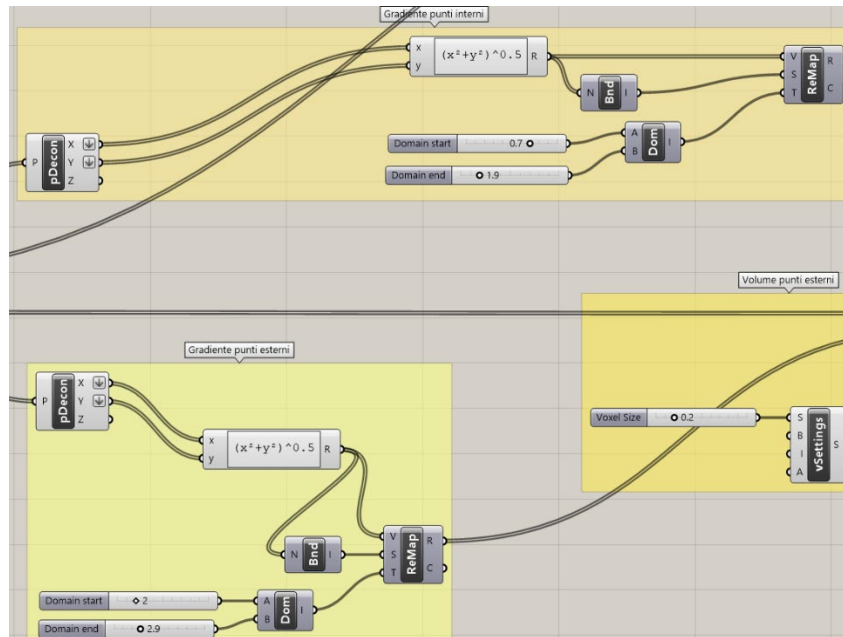 Gradiente punti interni
x
y
(x²+y²)^0.5
R
V
S
T
ReMap
R
C
N
Bnd
I
P
pDecon
X
Y
Z
Domain start
0.7
A
B
Dom
I
Domain end
1.9
Volume punti esterni
Gradiente punti esterni
P
pDecon
X
Y
Z
Voxel Size
0.2
S
B
I
A
vSettings
S
x
y
(x²+y²)^0.5
R
N
Bnd
I
V
S
T
ReMap
R
C
Domain start
2
A
B
Dom
I
Domain end
2.9